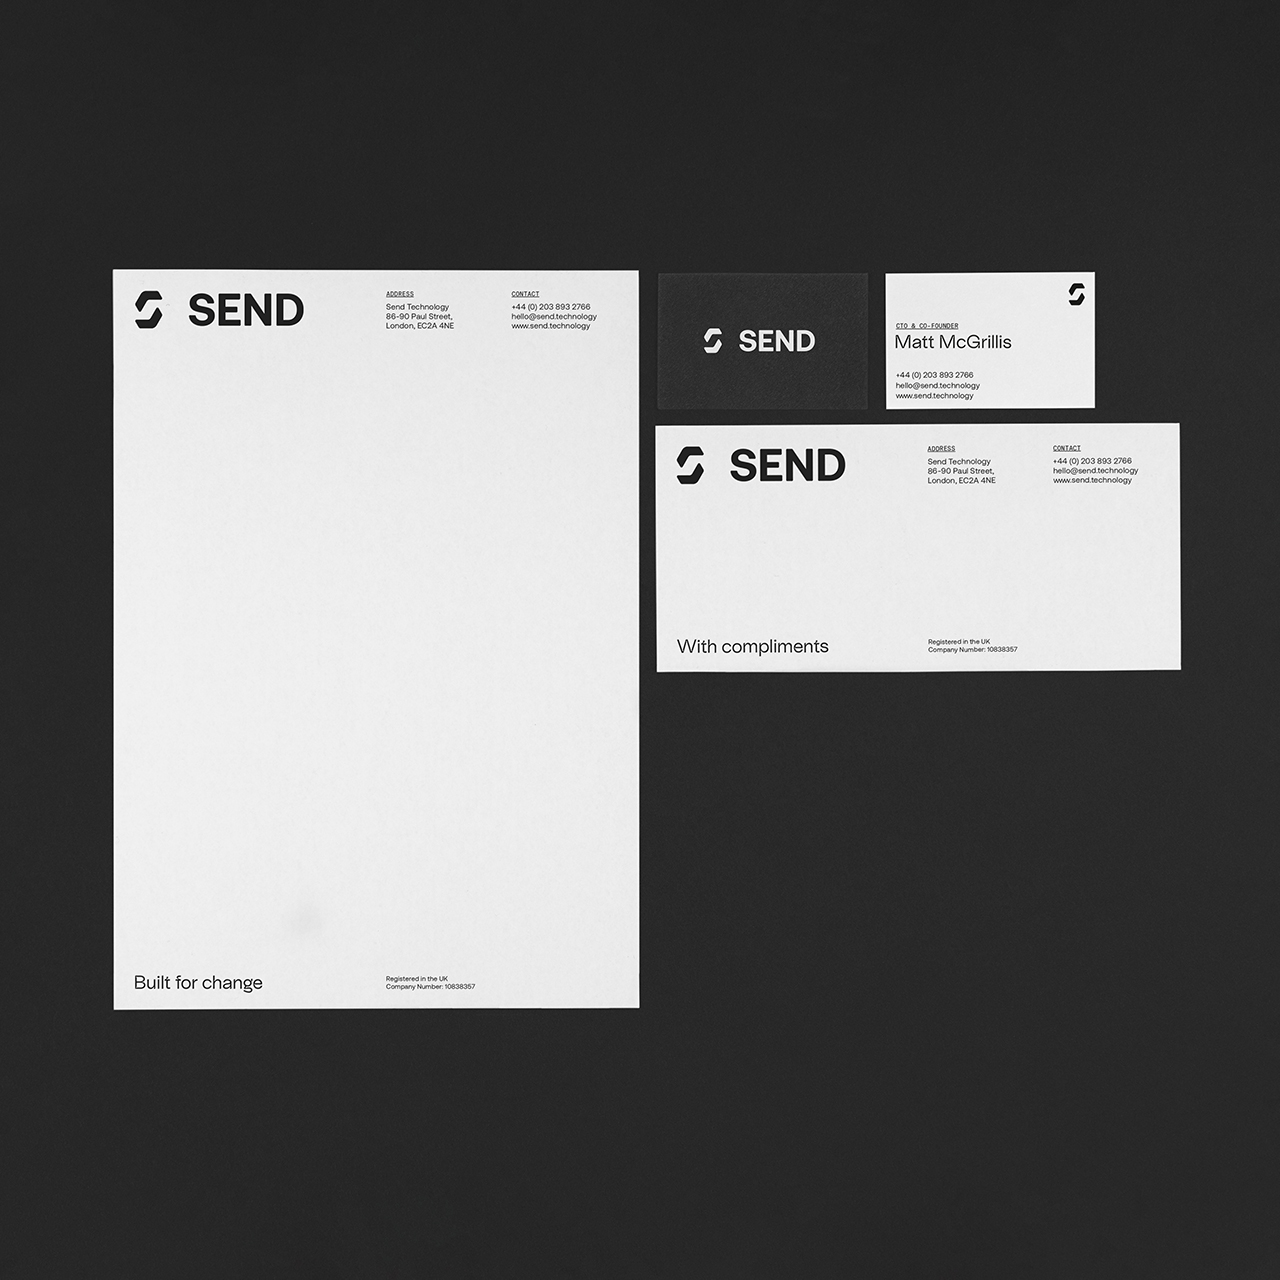 SEND
ADDRESS
Send Technology
86-90 Paul Street,
London, EC2A 4NE
CONTACT
+44 (0) 203 893 2766
hello@send.technology
www.send.technology
Built for change
Registered in the UK
Company Number: 10838357
SEND
CTO & CO-FOUNDER
Matt McGrillis
+44 (0) 203 893 2766
hello@send.technology
www.send.technology
SEND
ADDRESS
Send Technology
86-90 Paul Street,
London, EC2A 4NE
CONTACT
+44 (0) 203 893 2766
hello@send.technology
www.send.technology
With compliments
Registered in the UK
Company Number: 10838357